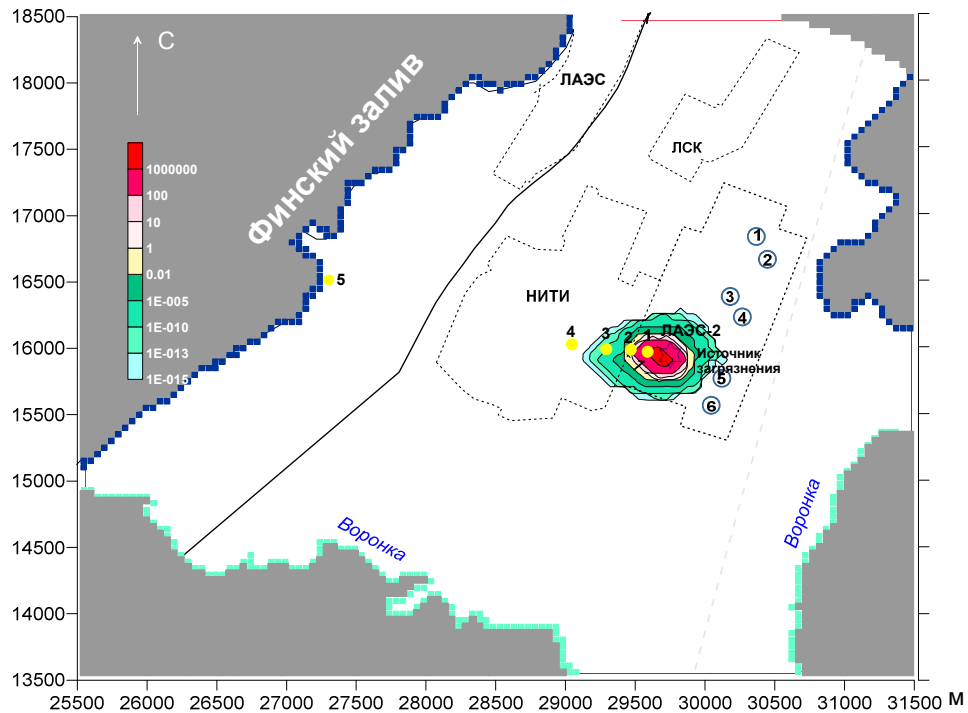 18500
18000
17500
17000
16500
16000
15500
15000
14500
14000
13500
С
ЛАЭС
Финский залив
ЛСК
1000000
100
10
1
0.01
1E-005
1E-010
1E-013
1E-015
1
2
5
НИТИ
3
4
4
3
2
1
ЛАЭС-2
Источник
загрязнения
5
6
Воронка
Воронка
25500 26000 26500 27000 27500 28000 28500 29000 29500 30000 30500 31000 31500 м